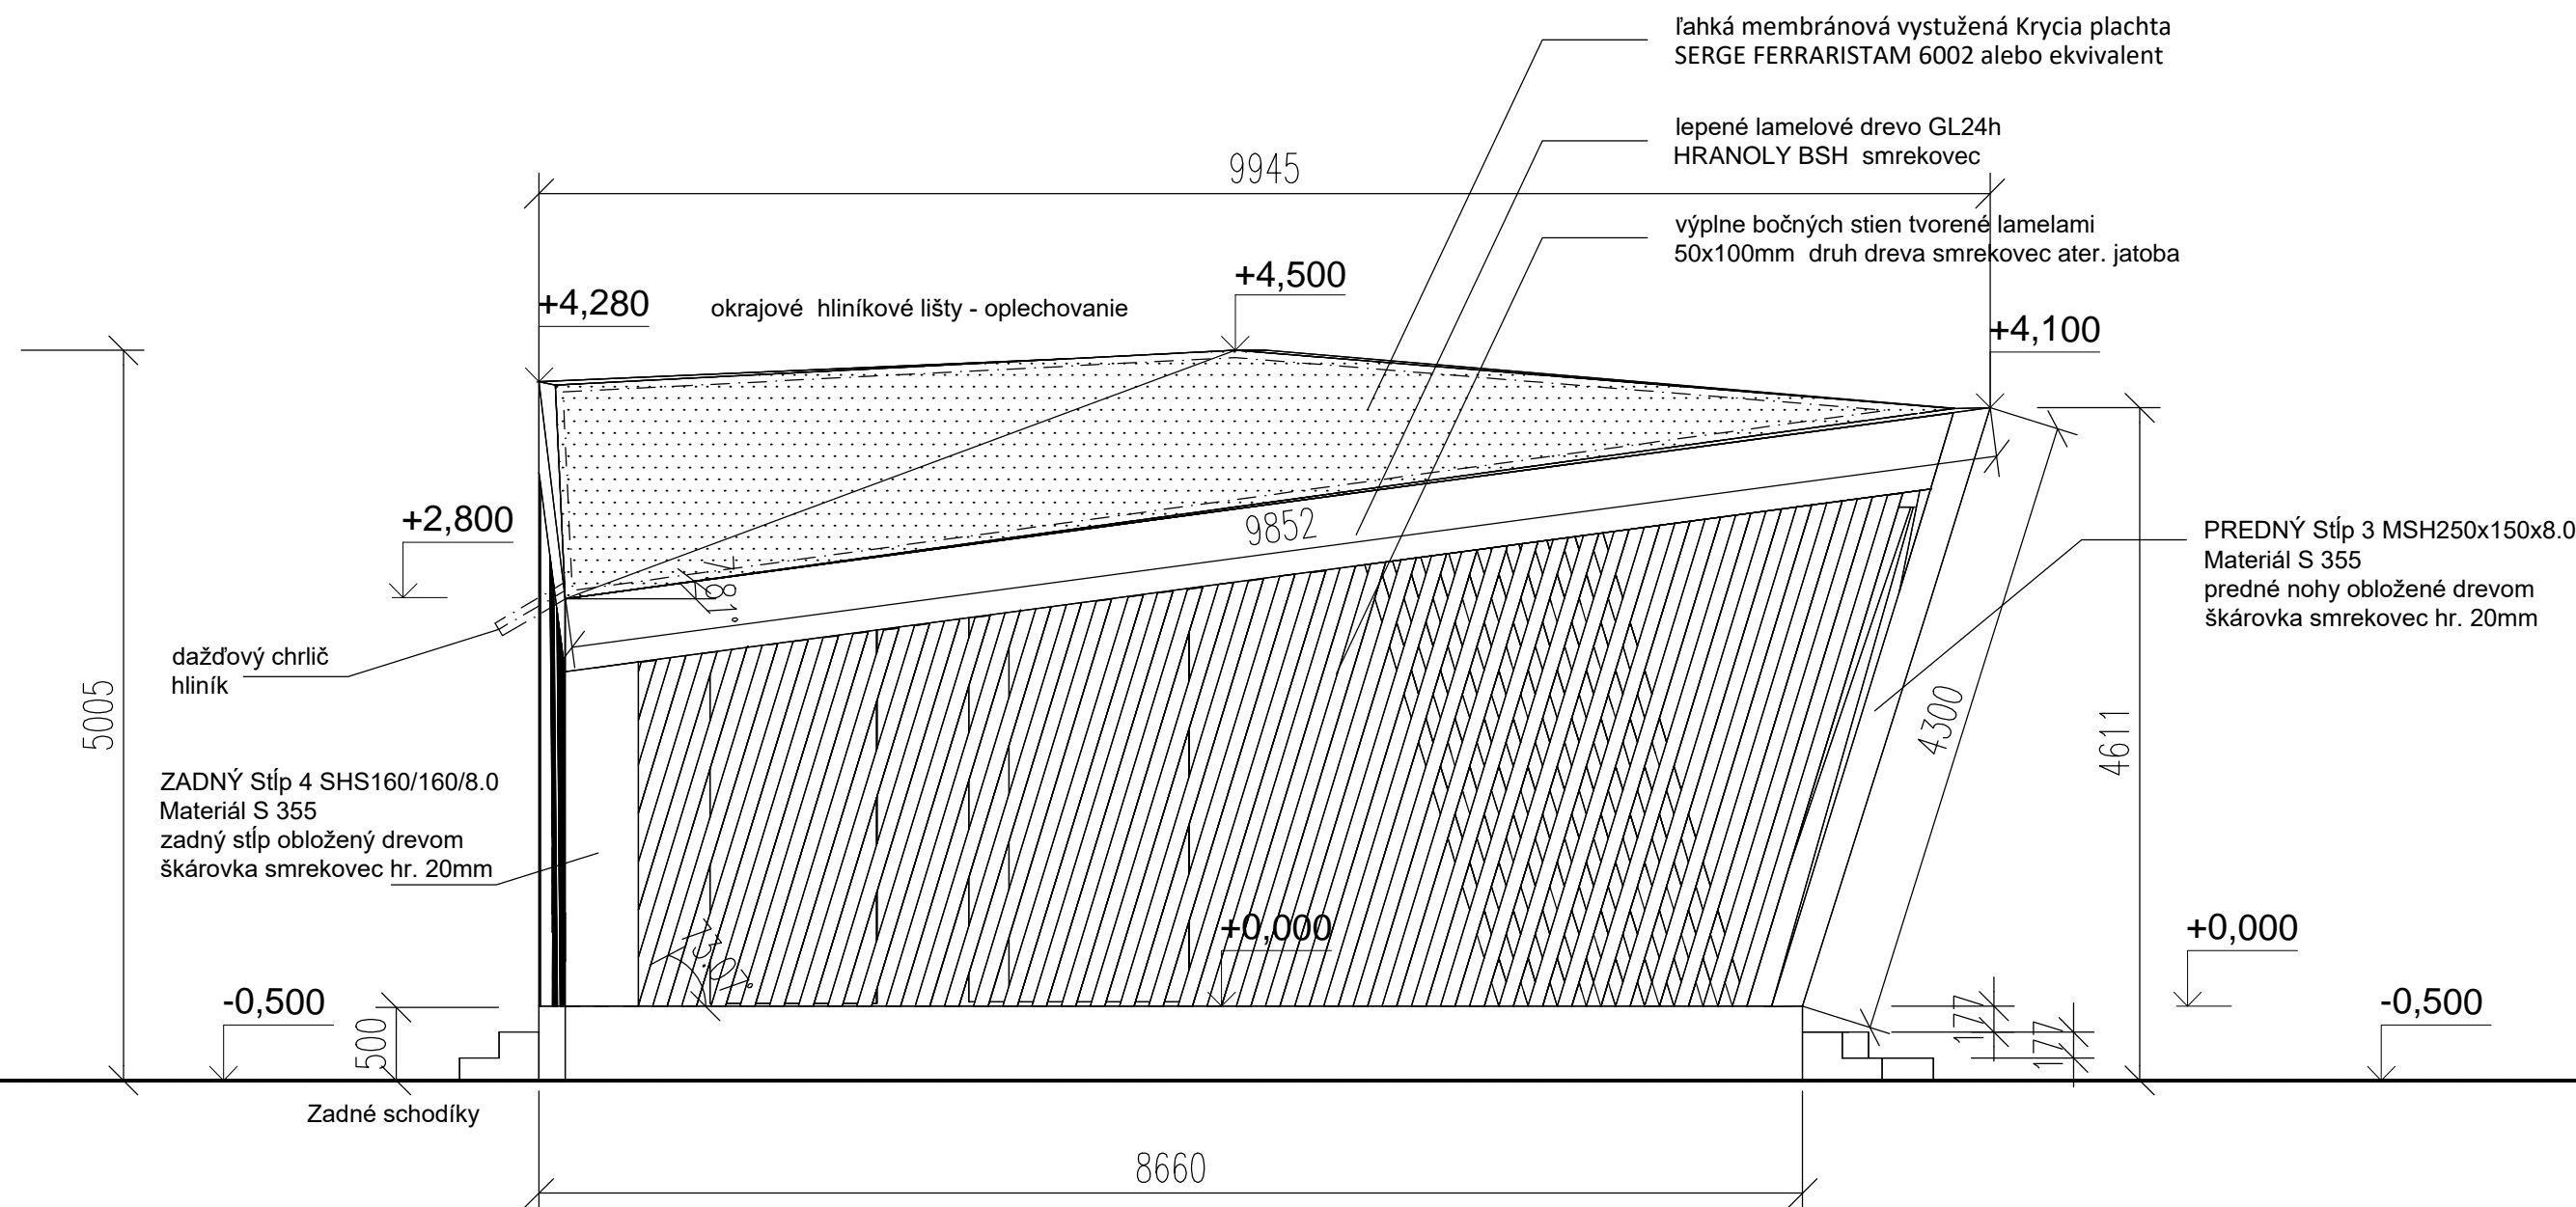 ľahká membránová vystužená Krycia plachta
SERGE FERRARISTAM 6002 alebo ekvivalent
lepené lamelové drevo GL24h
HRANOLY BSH smrekovec
9945
výplne bočných stien tvorené lamelami
50x100mm druh dreva smrekovec ater. jatoba
+4,280
okrajové hliníkové lišty - oplechovanie
+4,500
+4,100
+2,800
9852
7.81°
PREDNÝ Stĺp 3 MSH250x150x8.0
Materiál S 355
predné nohy obložené drevom
škárovka smrekovec hr. 20mm
dažďový chrlič
hliník
5005
4300
4611
ZADNÝ Stĺp 4 SHS160/160/8.0
Materiál S 355
zadný stĺp obložený drevom
škárovka smrekovec hr. 20mm
73.07°
+0,000
+0,000
-0,500
500
177
177
-0,500
Zadné schodíky
8660